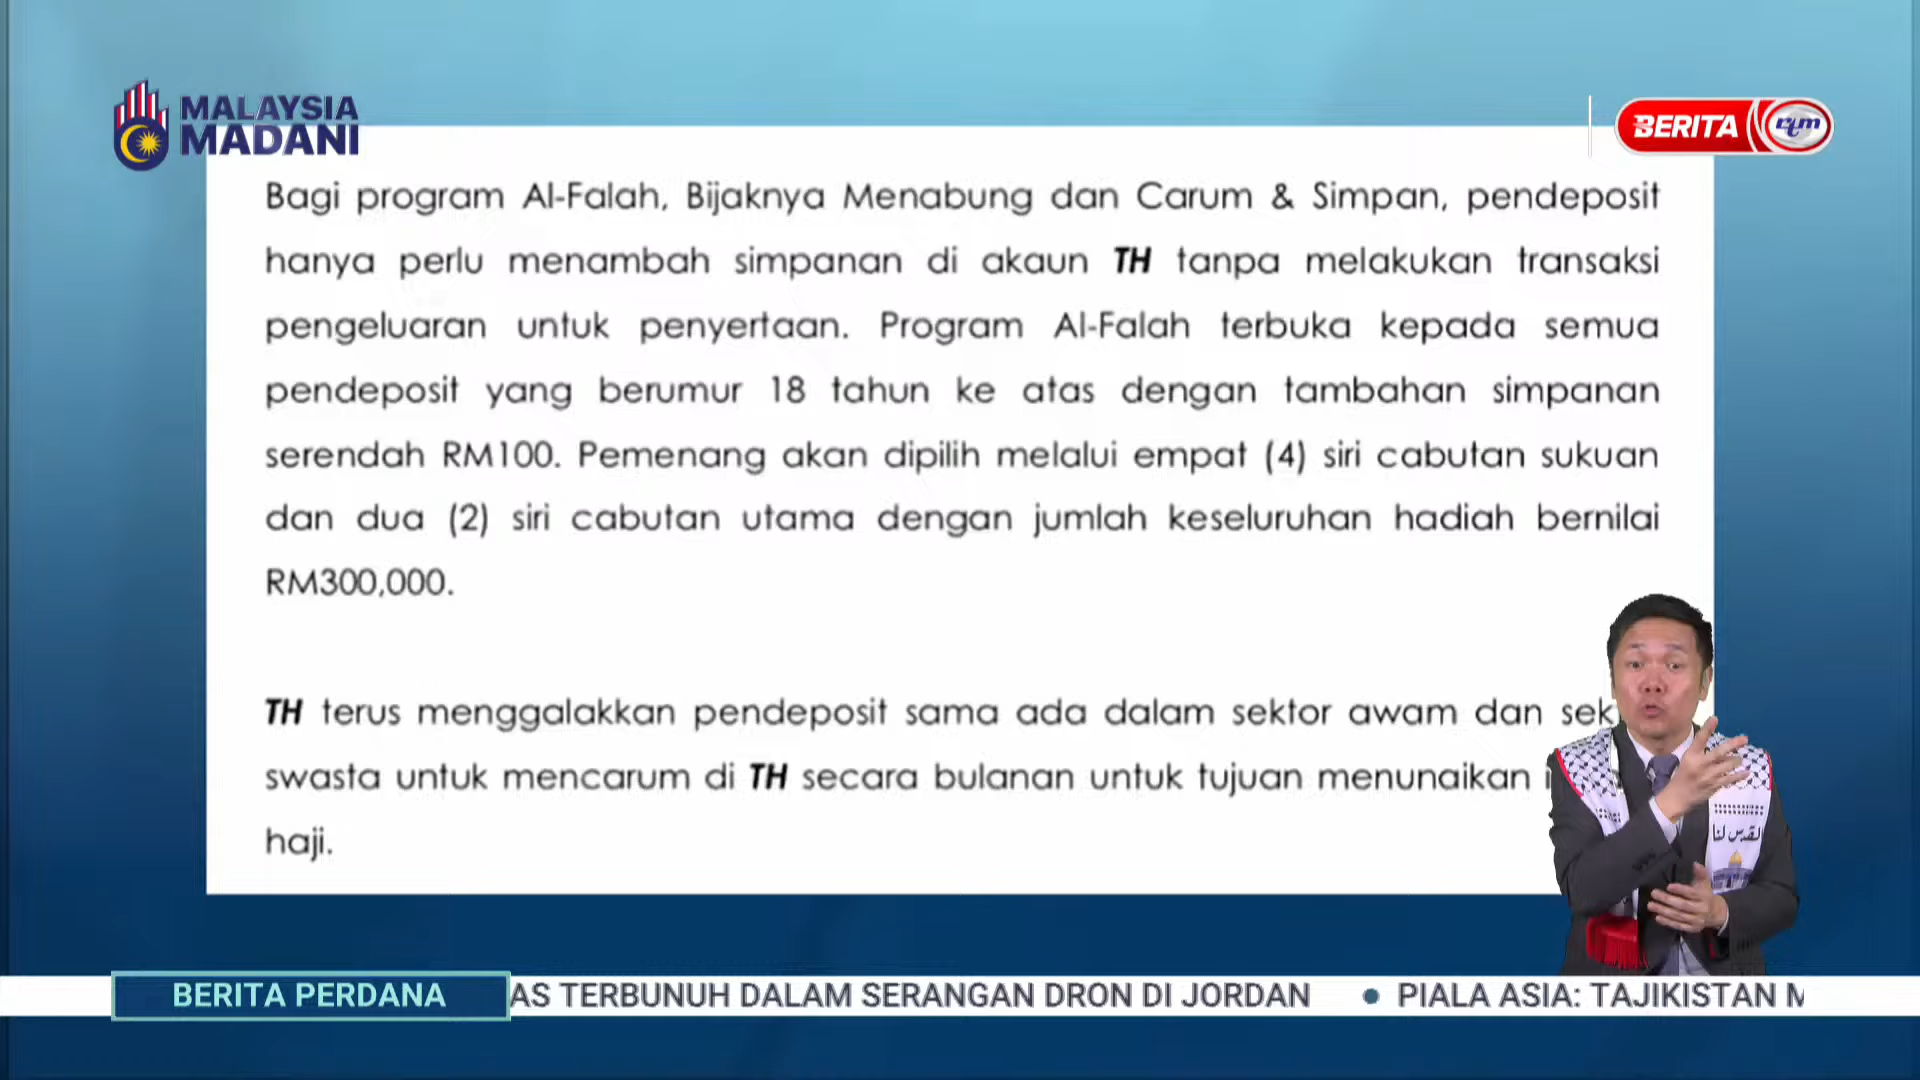 MALAYSIA
MADANI
BERITA rtm
Bagi program Al-Falah, Bijaknya Menabung dan Carum & Simpan, pendeposit
hanya perlu menambah simpanan di akaun TH tanpa melakukan transaksi
pengeluaran untuk penyertaan. Program Al-Falah terbuka kepada semua
pendeposit yang berumur 18 tahun ke atas dengan tambahan simpanan
serendah RM100. Pemenang akan dipilih melalui empat (4) siri cabutan sukuan
dan dua (2) siri cabutan utama dengan jumlah keseluruhan hadiah bernilai
RM300,000.
TH terus menggalakkan pendeposit sama ada dalam sektor awam dan
swasta untuk mencarum di TH secara bulanan untuk tujuan menunaikan
haji.
القدس لنا
BERITA PERDANA
AS TERBUNUH DALAM SERANGAN DRON DI JORDAN • PIALA ASIA: TAJIKISTAN